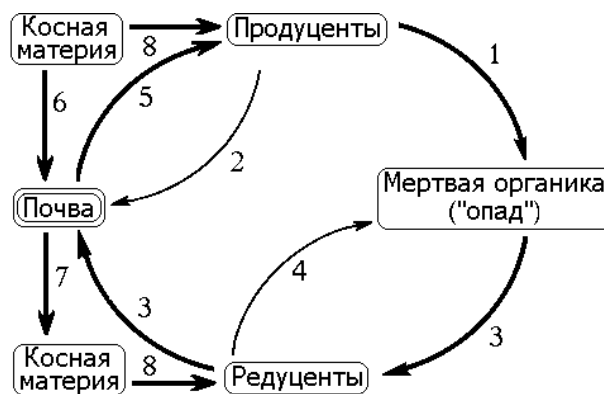 Косная
материя
8
Продуценты
1
6
5
2
Почва
Мертвая органика
("опад")
7
4
3
3
Косная
материя
8
Редуценты